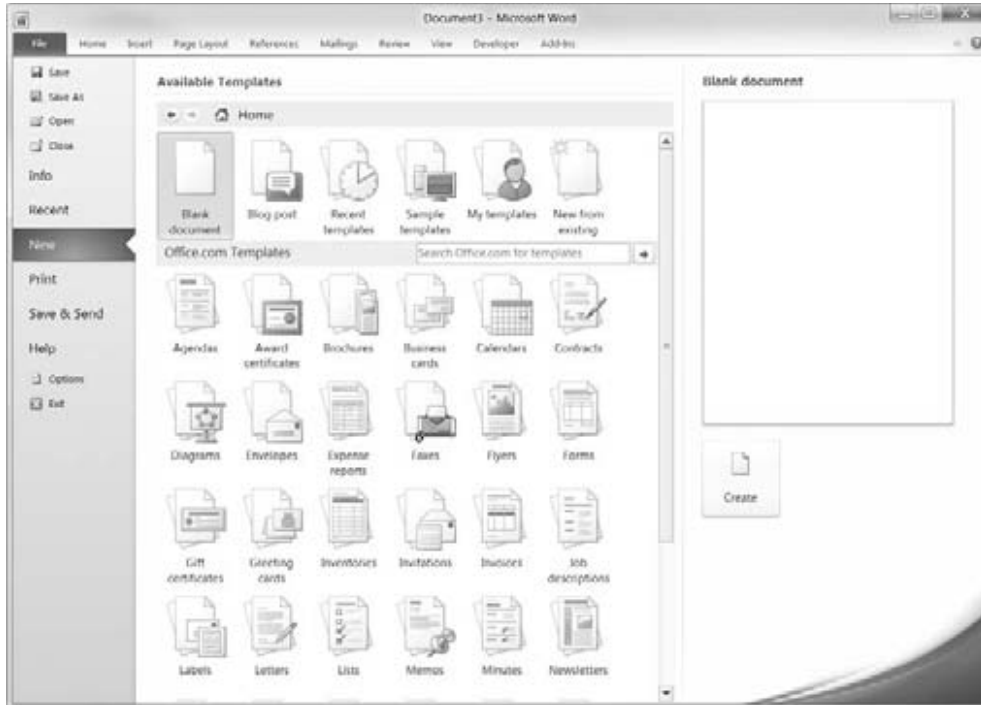 Document3 - Microsoft Word
File Home Insert Page Layout References Mailings Review View Developer Add-Ins
Save
Save As
Open
Close
Info
Recent
New
Print
Save & Send
Help
Options
Exit
Available Templates
Home
Blank document
Blog post
Recent templates
Sample templates
My templates
New from existing
Office.com Templates
Search Office.com for templates
Agendas
Award certificates
Brochures
Business cards
Calendars
Contracts
Diagrams
Envelopes
Expense reports
Faxes
Flyers
Forms
Gift certificates
Greeting cards
Inventories
Invitations
Invoices
Job descriptions
Labels
Letters
Lists
Memos
Minutes
Newsletters
Blank document
Create